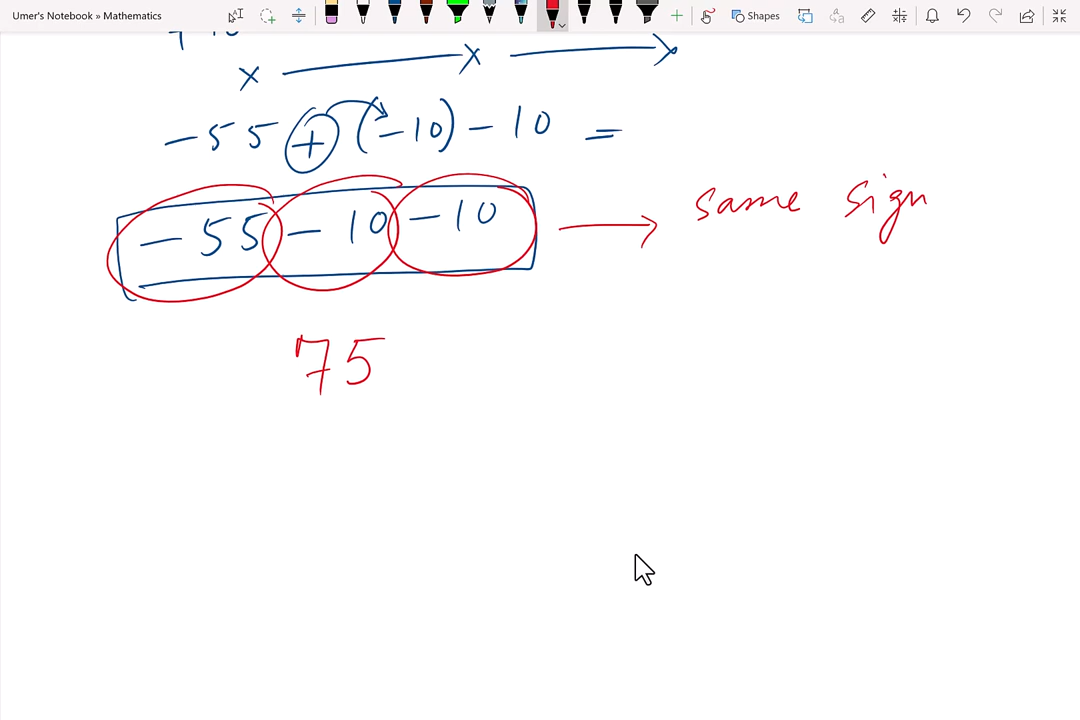 Umer's Notebook » Mathematics
Shapes
x ⟶ x ⟶
-55 + (-10) - 10 =
-55 - 10 - 10 ⟶ same sign
75